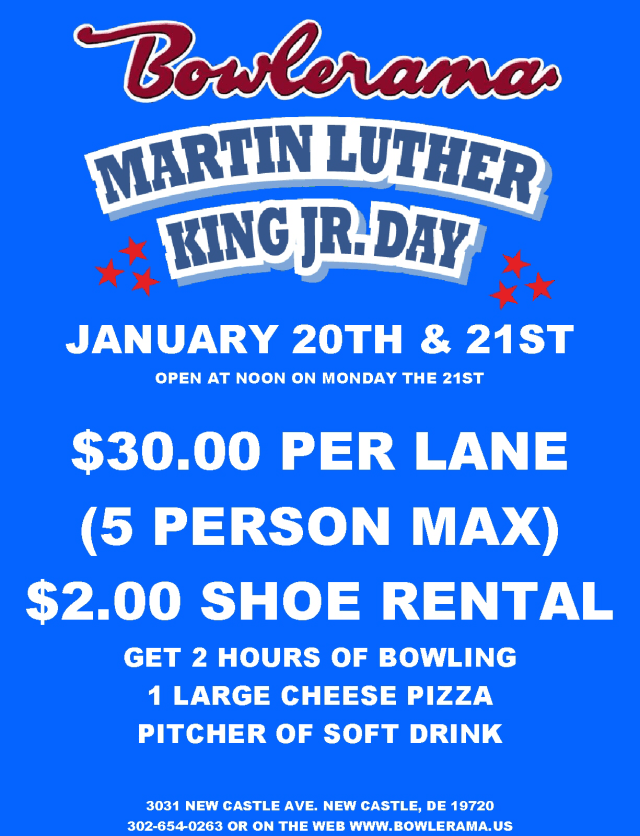 Bowlerama
MARTIN LUTHER
KING JR. DAY
JANUARY 20TH & 21ST
OPEN AT NOON ON MONDAY THE 21ST
$30.00 PER LANE
(5 PERSON MAX)
$2.00 SHOE RENTAL
GET 2 HOURS OF BOWLING
1 LARGE CHEESE PIZZA
PITCHER OF SOFT DRINK
3031 NEW CASTLE AVE. NEW CASTLE, DE 19720
302-654-0263 OR ON THE WEB WWW.BOWLERAMA.US